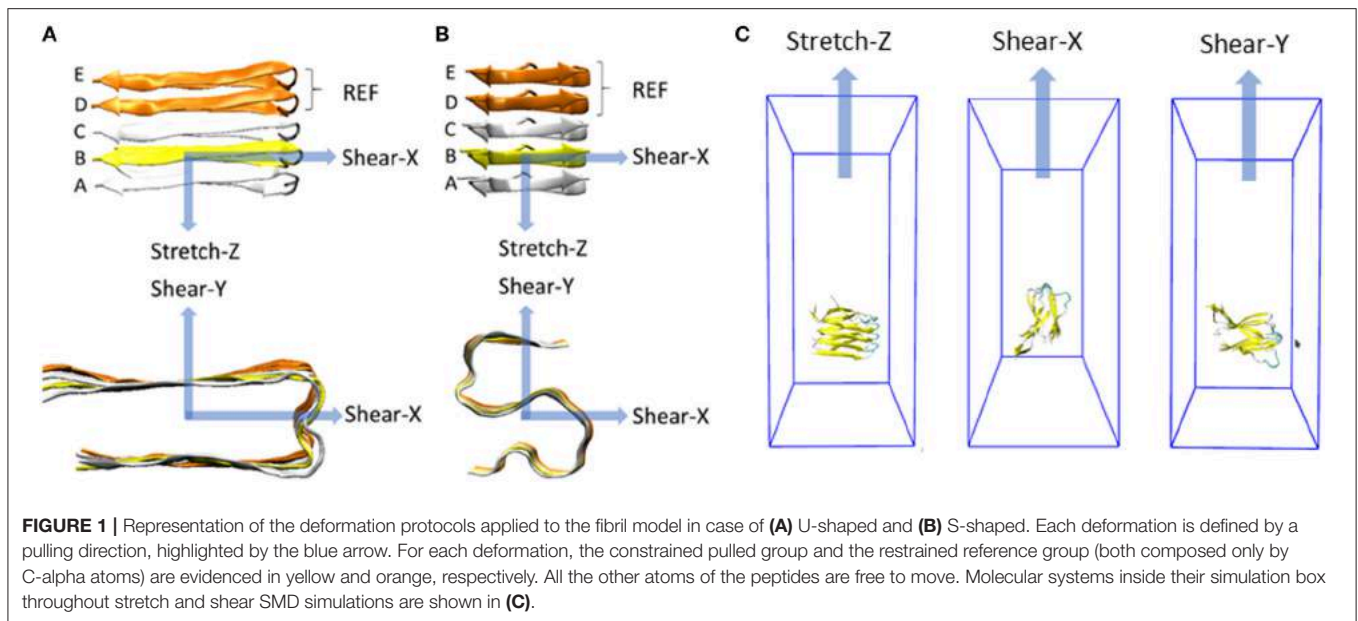 A
E
D
C
B
A
REF
Shear-X
Stretch-Z
Shear-Y
Shear-X
B
E
D
C
B
A
REF
Shear-X
Stretch-Z
Shear-Y
Shear-X
C
Stretch-Z
Shear-X
Shear-Y
FIGURE 1 | Representation of the deformation protocols applied to the fibril model in case of (A) U-shaped and (B) S-shaped. Each deformation is defined by a
pulling direction, highlighted by the blue arrow. For each deformation, the constrained pulled group and the restrained reference group (both composed only by
C-alpha atoms) are evidenced in yellow and orange, respectively. All the other atoms of the peptides are free to move. Molecular systems inside their simulation box
throughout stretch and shear SMD simulations are shown in (C).